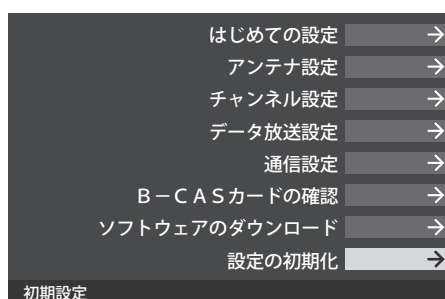 はじめての設定
アンテナ設定
チャンネル設定
データ放送設定
通信設定
Ｂ－ＣＡＳカードの確認
ソフトウェアのダウンロード
設定の初期化
初期設定